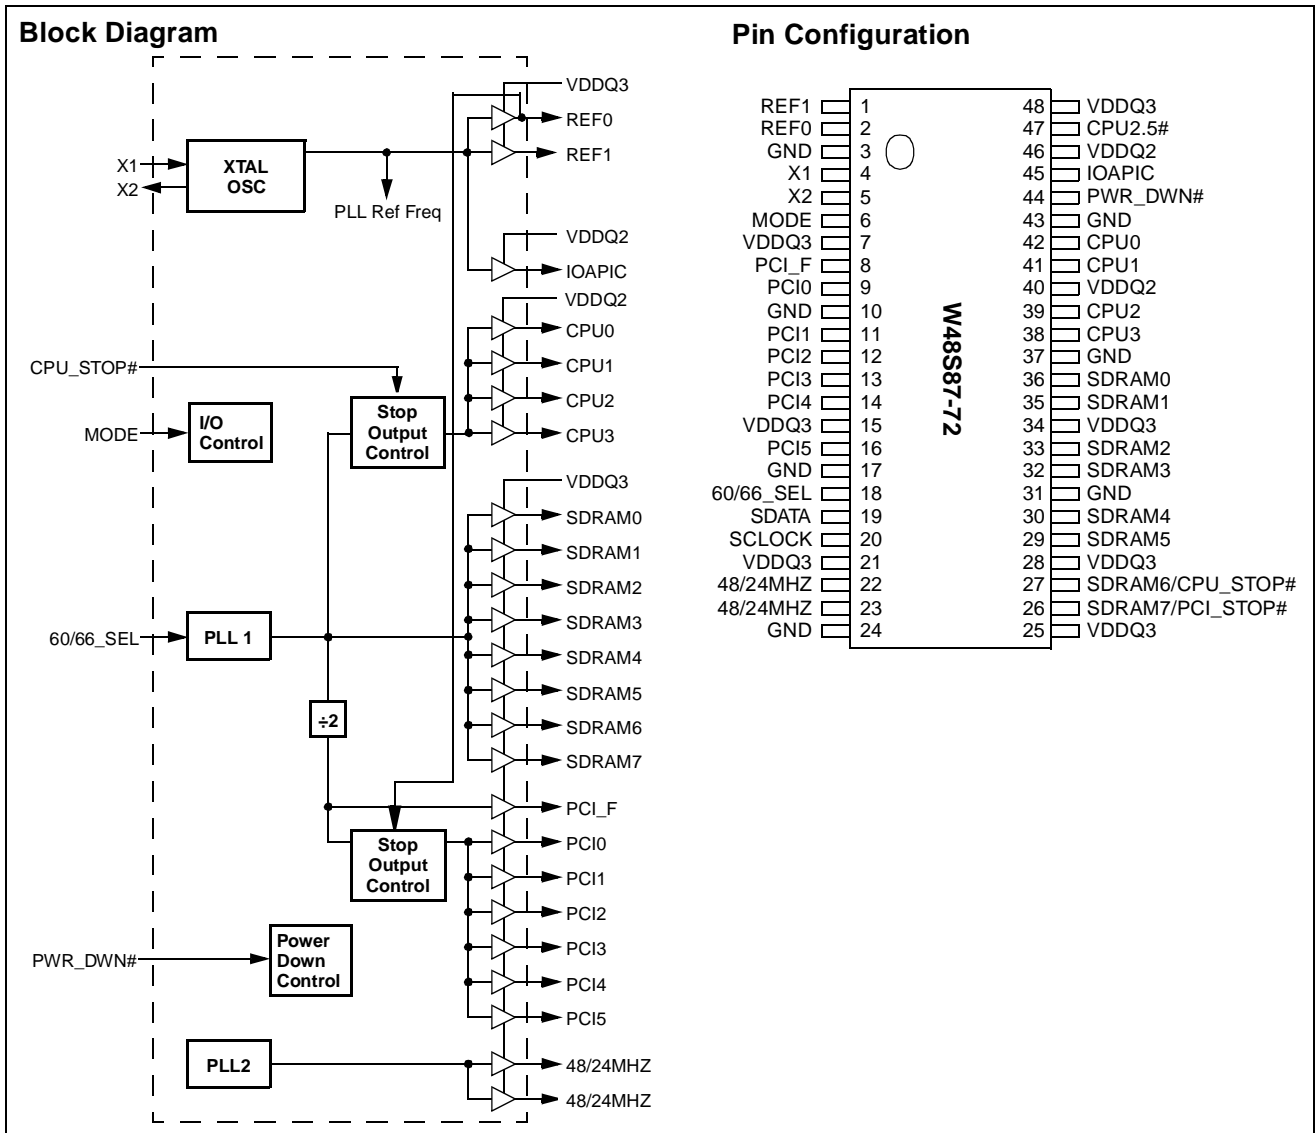 Block Diagram
VDDQ3
REF0
REF1
X1
X2
XTAL
OSC
PLL Ref Freq
VDDQ2
IOAPIC
VDDQ2
CPU0
CPU_STOP#
CPU1
CPU2
CPU3
Stop
Output
Control
MODE
I/O
Control
VDDQ3
SDRAM0
SDRAM1
SDRAM2
SDRAM3
60/66_SEL
PLL 1
SDRAM4
SDRAM5
SDRAM6
SDRAM7
÷2
PCI_F
Stop
Output
Control
PCI0
PCI1
PCI2
PCI3
PCI4
PCI5
PWR_DWN#
Power
Down
Control
PLL2
48/24MHZ
48/24MHZ
Pin Configuration
REF1 1 48 VDDQ3
REF0 2 47 CPU2.5#
GND 3 46 VDDQ2
X1 4 45 IOAPIC
X2 5 44 PWR_DWN#
MODE 6 43 GND
VDDQ3 7 42 CPU0
PCI_F 8 41 CPU1
PCI0 9 40 VDDQ2
GND 10 39 CPU2
PCI1 11 38 CPU3
PCI2 12 37 GND
PCI3 13 36 SDRAM0
PCI4 14 35 SDRAM1
VDDQ3 15 34 VDDQ3
PCI5 16 33 SDRAM2
GND 17 32 SDRAM3
60/66_SEL 18 31 GND
SDATA 19 30 SDRAM4
SCLOCK 20 29 SDRAM5
VDDQ3 21 28 VDDQ3
48/24MHZ 22 27 SDRAM6/CPU_STOP#
48/24MHZ 23 26 SDRAM7/PCI_STOP#
GND 24 25 VDDQ3
W48S87-72